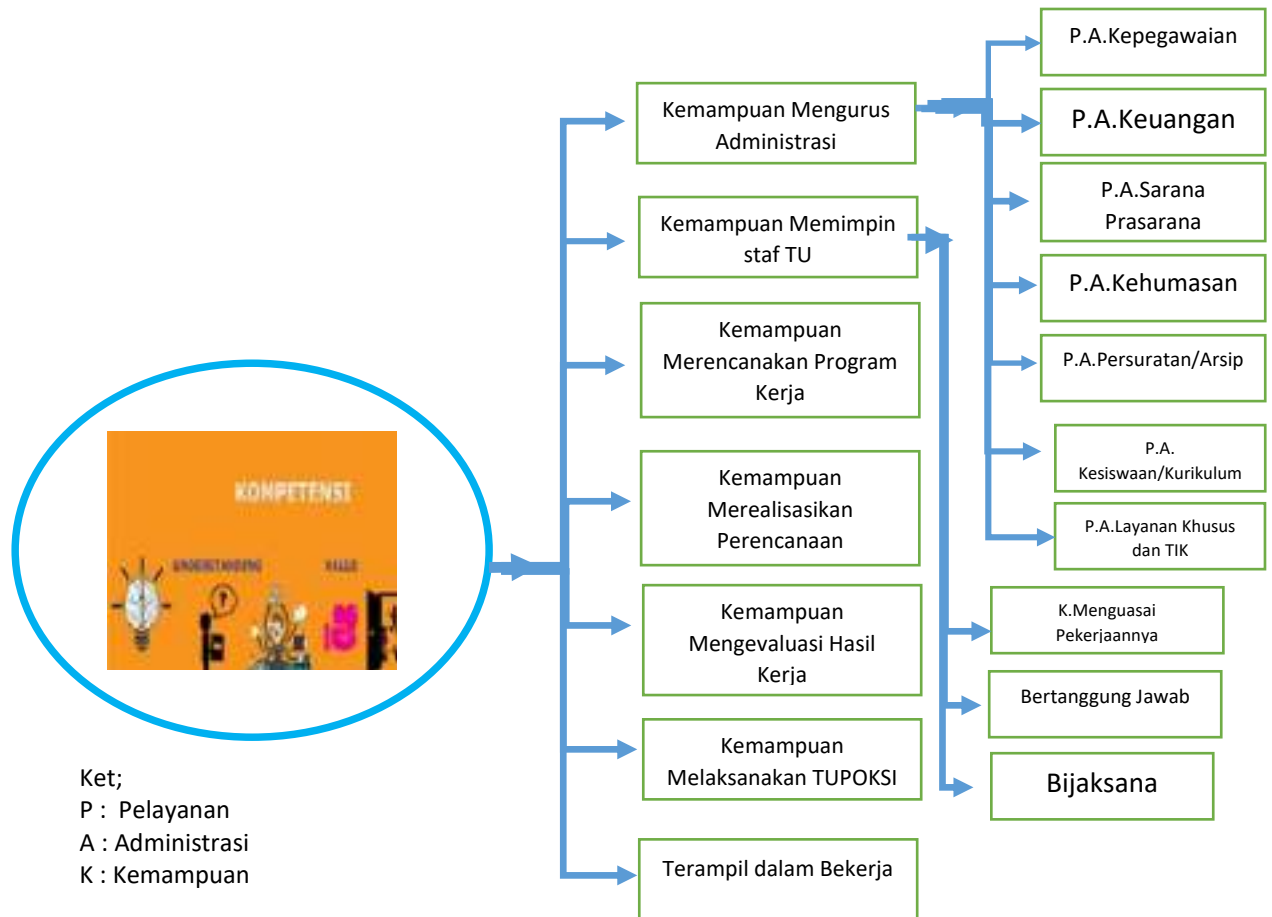 P.A.Kepegawaian
Kemampuan Mengurus
Administrasi
P.A.Keuangan
P.A.Sarana
Prasarana
Kemampuan Memimpin
staf TU
P.A.Kehumasan
Kemampuan
Merencanakan Program
Kerja
P.A.Persuratan/Arsip
P.A.
Kesiswaan/Kurikulum
KOMPETENSI
Kemampuan
Merealisasikan
Perencanaan
P.A.Layanan Khusus
dan TIK
?
Kemampuan
Mengevaluasi Hasil
Kerja
K.Menguasai
Pekerjaannya
Bertanggung Jawab
Kemampuan
Melaksanakan TUPOKSI
Bijaksana
Ket;
P : Pelayanan
A : Administrasi
K : Kemampuan
Terampil dalam Bekerja